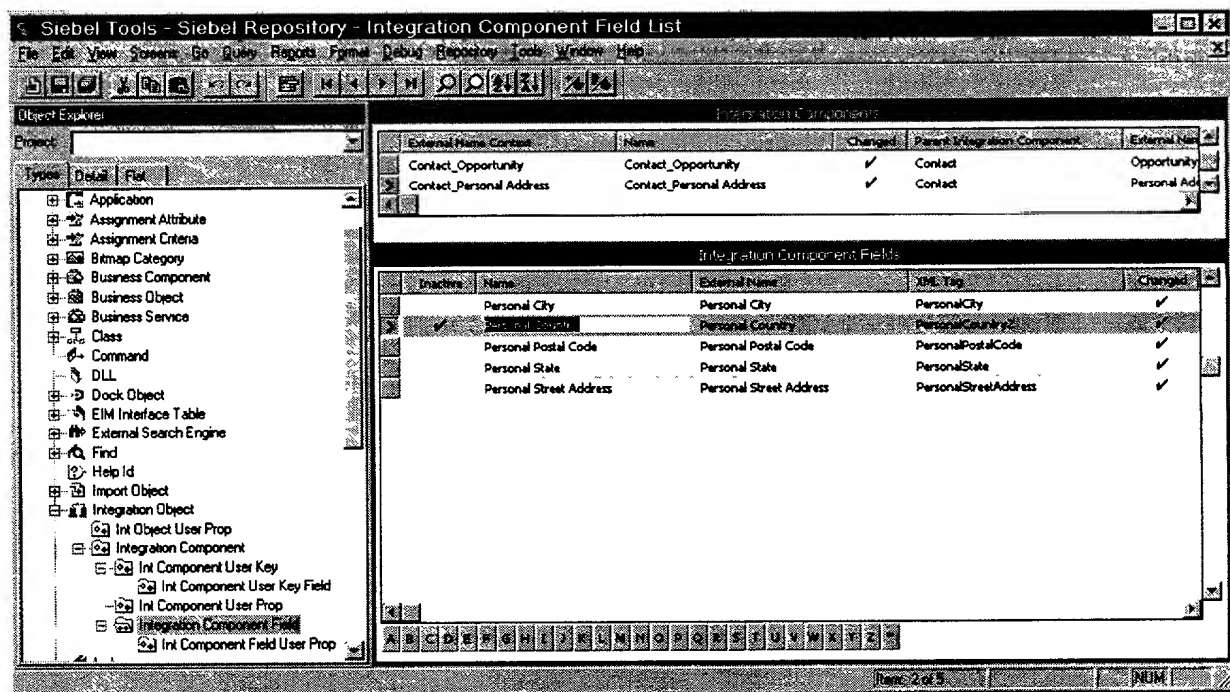 Siebel Tools - Siebel Repository - Integration Component Field List
File Edit View Screens Go Query Reports Format Debug Repository Tools Window Help
Object Explorer
Project:
Types Detail Flat
Application
Assignment Attribute
Assignment Criteria
Bitmap Category
Business Component
Business Object
Business Service
Class
Command
DLL
Dock Object
EIM Interface Table
External Search Engine
Find
Help Id
Import Object
Integration Object
Int Object User Prop
Integration Component
Int Component User Key
Int Component User Key Field
Int Component User Prop
Integration Component Field
Int Component Field User Prop
Integration Components
External Name Context Name Changed Parent Integration Component External Nam
Contact_Opportunity Contact_Opportunity ✓ Contact Opportunity
Contact_Personal Address Contact_Personal Address ✓ Contact Personal Add
Integration Component Fields
Inactive Name External Name XML Tag Changed
Personal City Personal City PersonalCity ✓
✓ Personal Country Personal Country PersonalCountry2 ✓
Personal Postal Code Personal Postal Code PersonalPostalCode ✓
Personal State Personal State PersonalState ✓
Personal Street Address Personal Street Address PersonalStreetAddress ✓
A B C D E F G H I J K L M N O P Q R S T U V W X Y Z *
Item: 2 of 5 NUM